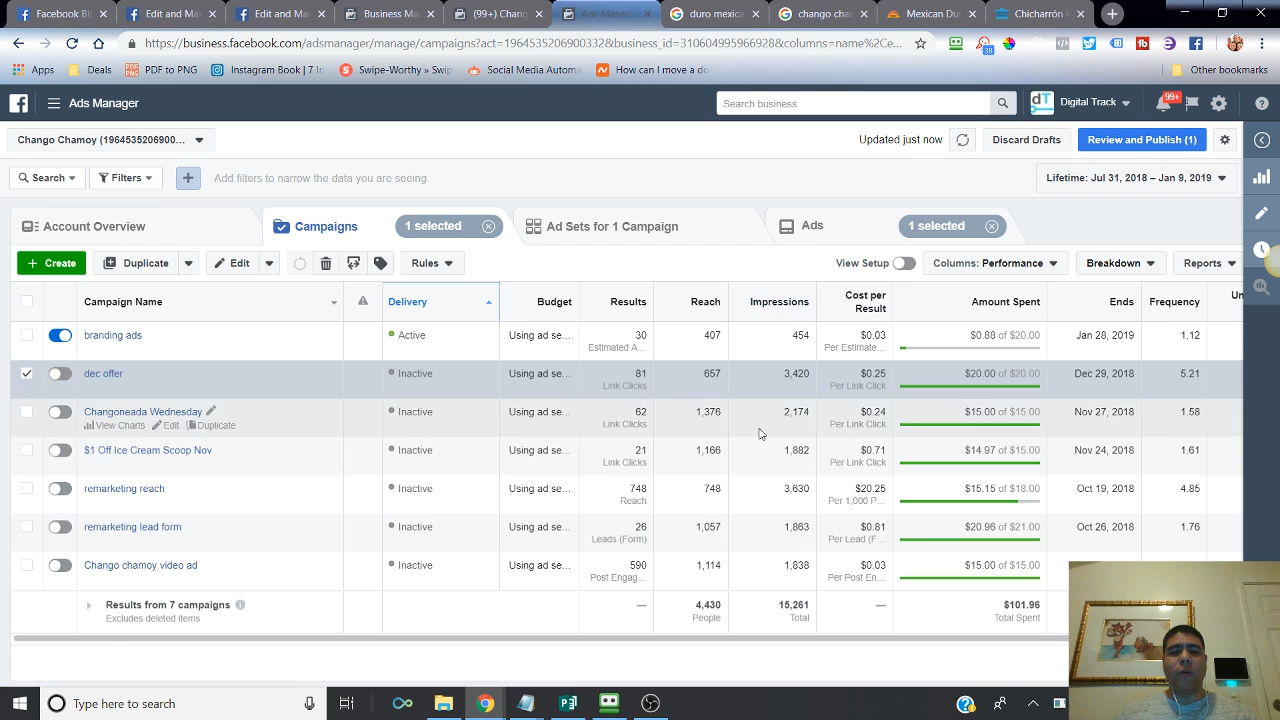 Facebook Bl
Edit and Mar
Edit and Mar
Business Ma
(99+) Chang
Ads Manage
duro mexica
chango cha
Mexican Du
Chicharrón P
https://business.facebook.com/adsmanager/manage/campaigns?act=1964535206900332&business_id=310604995966928&columns=name%2Ce...
38
Apps
Deals
PDF to PNG
Instagram Book | 7 In
Swipe-Worthy » Swip
Social Media Automa
How can I move a do
Other bookmarks
Ads Manager
Search business
Digital Track
99+
Chango Chamoy (19645352069000...
Updated just now
Discard Drafts
Review and Publish (1)
Search
Filters
Add filters to narrow the data you are seeing.
Lifetime: Jul 31, 2018 – Jan 9, 2019
Account Overview
Campaigns
1 selected
Ad Sets for 1 Campaign
Ads
1 selected
+ Create
Duplicate
Edit
Rules
View Setup
Columns: Performance
Breakdown
Reports
Campaign Name
Delivery
Budget
Results
Reach
Impressions
Cost per
Result
Amount Spent
Ends
Frequency
Un
branding ads
Active
Using ad se...
30
Estimated A...
407
454
$0.03
Per Estimate...
$0.88 of $20.00
Jan 28, 2019
1.12
dec offer
Inactive
Using ad se...
81
Link Clicks
657
3,420
$0.25
Per Link Click
$20.00 of $20.00
Dec 29, 2018
5.21
Changoneada Wednesday
View Charts
Edit
Duplicate
Inactive
Using ad se...
62
Link Clicks
1,376
2,174
$0.24
Per Link Click
$15.00 of $15.00
Nov 27, 2018
1.58
$1 Off Ice Cream Scoop Nov
Inactive
Using ad se...
21
Link Clicks
1,166
1,882
$0.71
Per Link Click
$14.97 of $15.00
Nov 24, 2018
1.61
remarketing reach
Inactive
Using ad se...
748
Reach
748
3,630
$20.25
Per 1,000 P...
$15.15 of $18.00
Oct 19, 2018
4.85
remarketing lead form
Inactive
Using ad se...
26
Leads (Form)
1,057
1,863
$0.81
Per Lead (F...
$20.96 of $21.00
Oct 26, 2018
1.76
Chango chamoy video ad
Inactive
Using ad se...
590
Post Engag...
1,114
1,838
$0.03
Per Post En...
$15.00 of $15.00
Results from 7 campaigns
Excludes deleted items
—
4,430
People
15,261
Total
—
$101.96
Total Spent
Type here to search